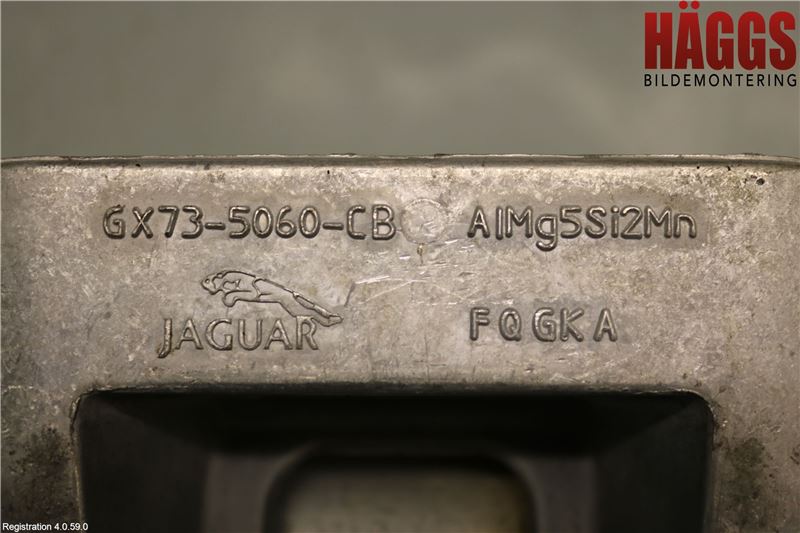 HÄGGS
BILDEMONTERING
GX73-5060-CB AlMg5Si2Mn
JAGUAR FQGKA
Registration 4.0.59.0